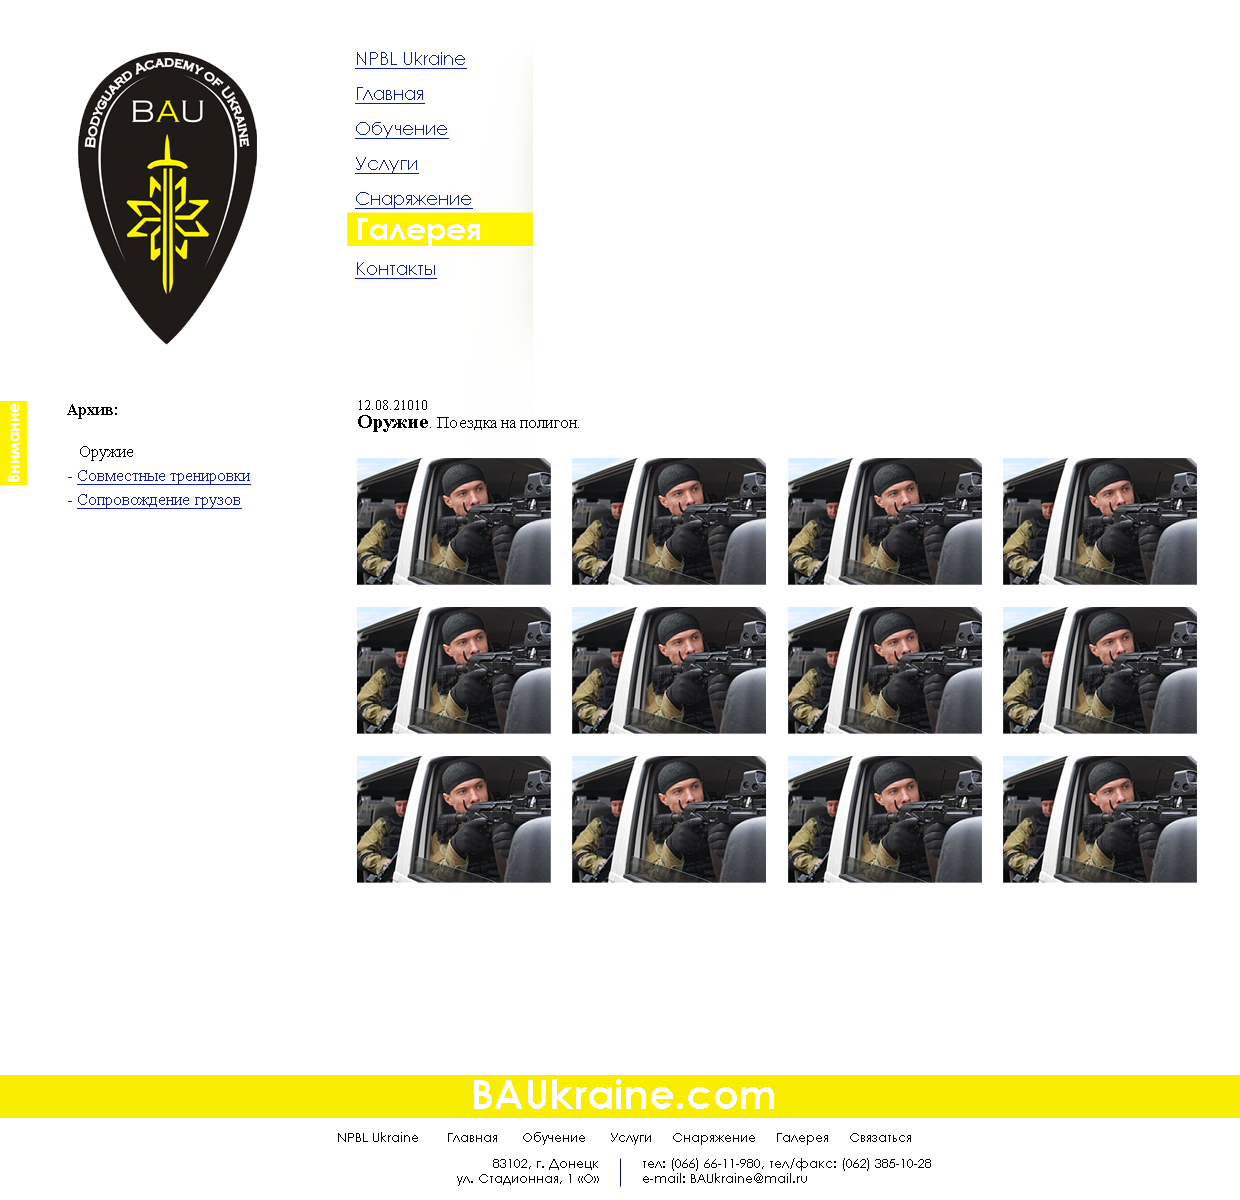 BODYGUARD ACADEMY OF UKRAINE
BAU
NPBL Ukraine
Главная
Обучение
Услуги
Снаряжение
Галерея
Контакты
Внимание
Архив:
Оружие
- Совместные тренировки
- Сопровождение грузов
12.08.21010
Оружие. Поездка на полигон.
BAUkraine.com
NPBL Ukraine Главная Обучение Услуги Снаряжение Галерея Связаться
83102, г. Донецк
ул. Стадионная, 1 «О»
тел: (066) 66-11-980, тел/факс: (062) 385-10-28
e-mail: BAUkraine@mail.ru